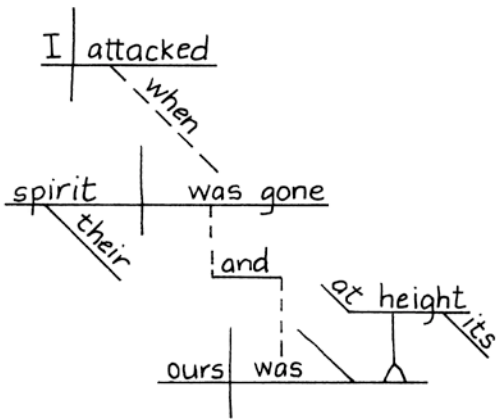 I attacked
when
spirit was gone
their
and
at height its
ours was